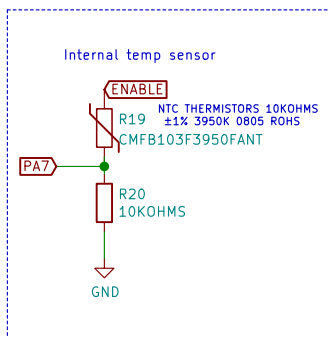 Internal temp sensor
ENABLE
NTC THERMISTORS 10KOHMS
±1% 3950K 0805 ROHS
R19
CMFB103F3950FANT
PA7
R20
10KOHMS
GND